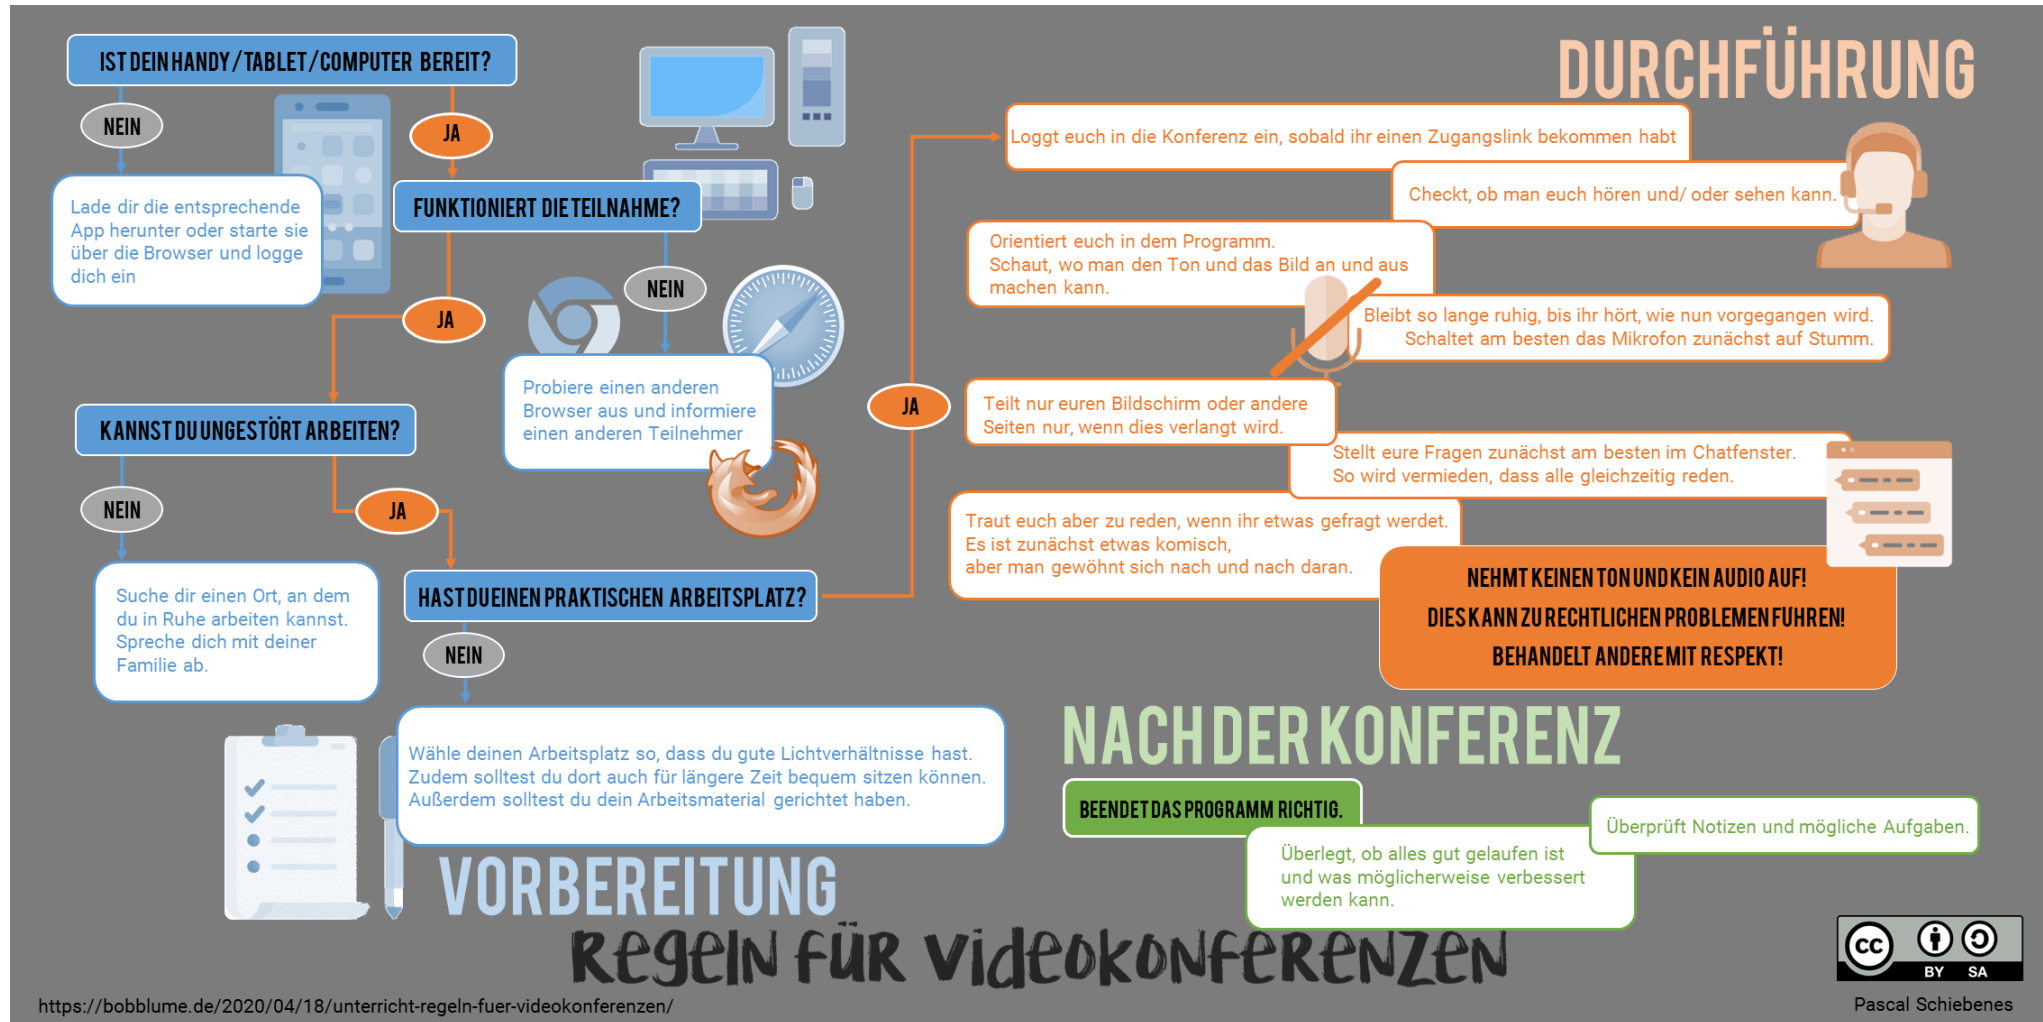 IST DEIN HANDY/TABLET/COMPUTER BEREIT?
NEIN
JA
Lade dir die entsprechende
App herunter oder starte sie
über die Browser und logge
dich ein
FUNKTIONIERT DIE TEILNAHME?
NEIN
JA
Probiere einen anderen
Browser aus und informiere
einen anderen Teilnehmer
KANNST DU UNGESTÖRT ARBEITEN?
NEIN
JA
Suche dir einen Ort, an dem
du in Ruhe arbeiten kannst.
Spreche dich mit deiner
Familie ab.
HAST DU EINEN PRAKTISCHEN ARBEITSPLATZ?
NEIN
JA
Wähle deinen Arbeitsplatz so, dass du gute Lichtverhältnisse hast.
Zudem solltest du dort auch für längere Zeit bequem sitzen können.
Außerdem solltest du dein Arbeitsmaterial gerichtet haben.
VORBEREITUNG
DURCHFÜHRUNG
Loggt euch in die Konferenz ein, sobald ihr einen Zugangslink bekommen habt
Checkt, ob man euch hören und/ oder sehen kann.
Orientiert euch in dem Programm.
Schaut, wo man den Ton und das Bild an und aus
machen kann.
Bleibt so lange ruhig, bis ihr hört, wie nun vorgegangen wird.
Schaltet am besten das Mikrofon zunächst auf Stumm.
Teilt nur euren Bildschirm oder andere
Seiten nur, wenn dies verlangt wird.
Stellt eure Fragen zunächst am besten im Chatfenster.
So wird vermieden, dass alle gleichzeitig reden.
Traut euch aber zu reden, wenn ihr etwas gefragt werdet.
Es ist zunächst etwas komisch,
aber man gewöhnt sich nach und nach daran.
NEHMT KEINEN TON UND KEIN AUDIO AUF!
DIES KANN ZU RECHTLICHEN PROBLEMEN FÜHREN!
BEHANDELT ANDERE MIT RESPEKT!
NACH DER KONFERENZ
BEENDET DAS PROGRAMM RICHTIG.
Überlegt, ob alles gut gelaufen ist
und was möglicherweise verbessert
werden kann.
Überprüft Notizen und mögliche Aufgaben.
REGELN FÜR VIDEOKONFERENZEN
https://bobblume.de/2020/04/18/unterricht-regeln-fuer-videokonferenzen/
cc BY SA
Pascal Schiebenes